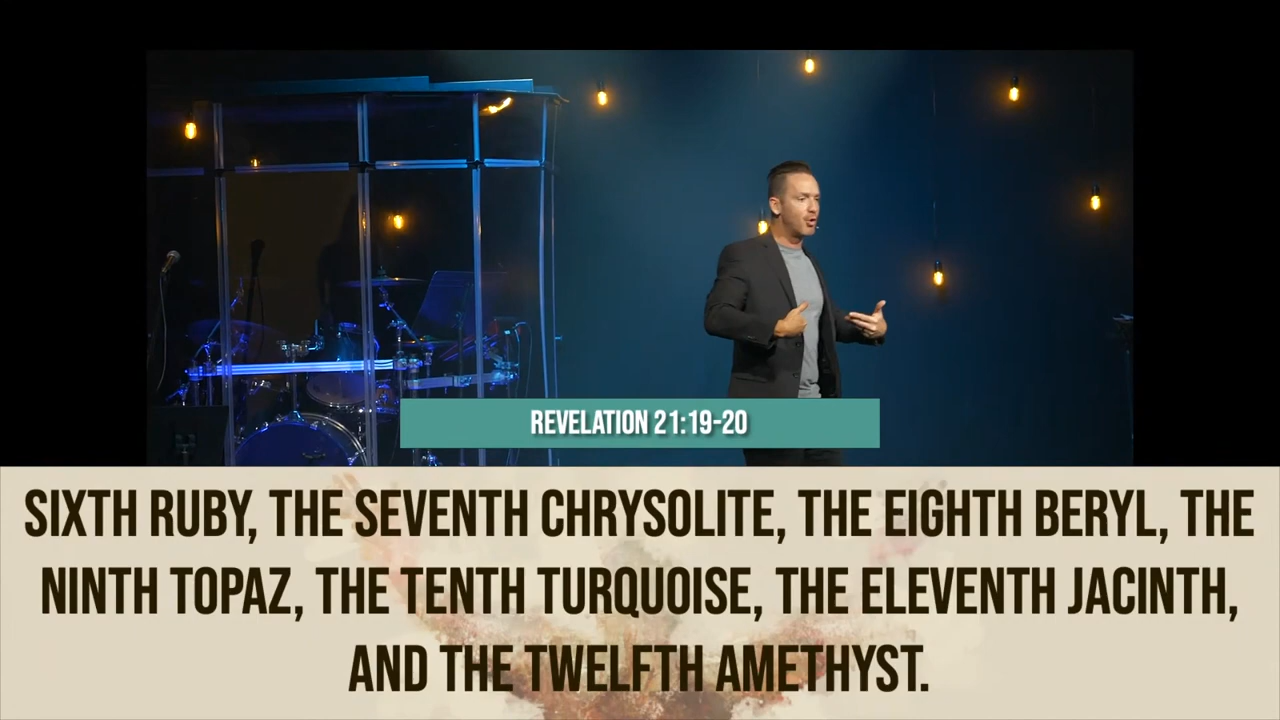 REVELATION 21:19-20
SIXTH RUBY, THE SEVENTH CHRYSOLITE, THE EIGHTH BERYL, THE
NINTH TOPAZ, THE TENTH TURQUOISE, THE ELEVENTH JACINTH,
AND THE TWELFTH AMETHYST.